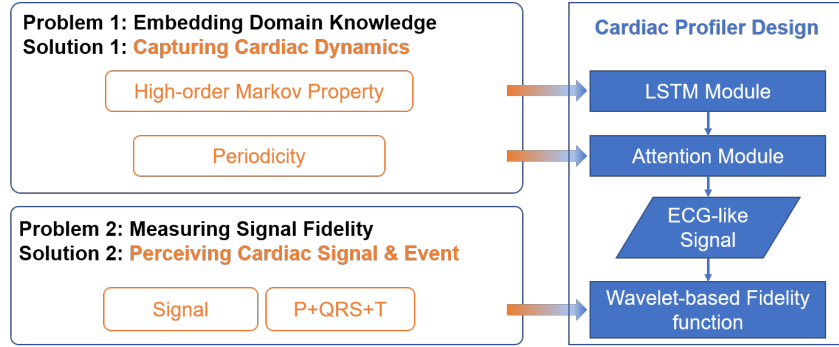 Problem 1: Embedding Domain Knowledge
Solution 1: Capturing Cardiac Dynamics
High-order Markov Property
Periodicity
Problem 2: Measuring Signal Fidelity
Solution 2: Perceiving Cardiac Signal & Event
Signal
P+QRS+T
Cardiac Profiler Design
LSTM Module
Attention Module
ECG-like
Signal
Wavelet-based Fidelity
function